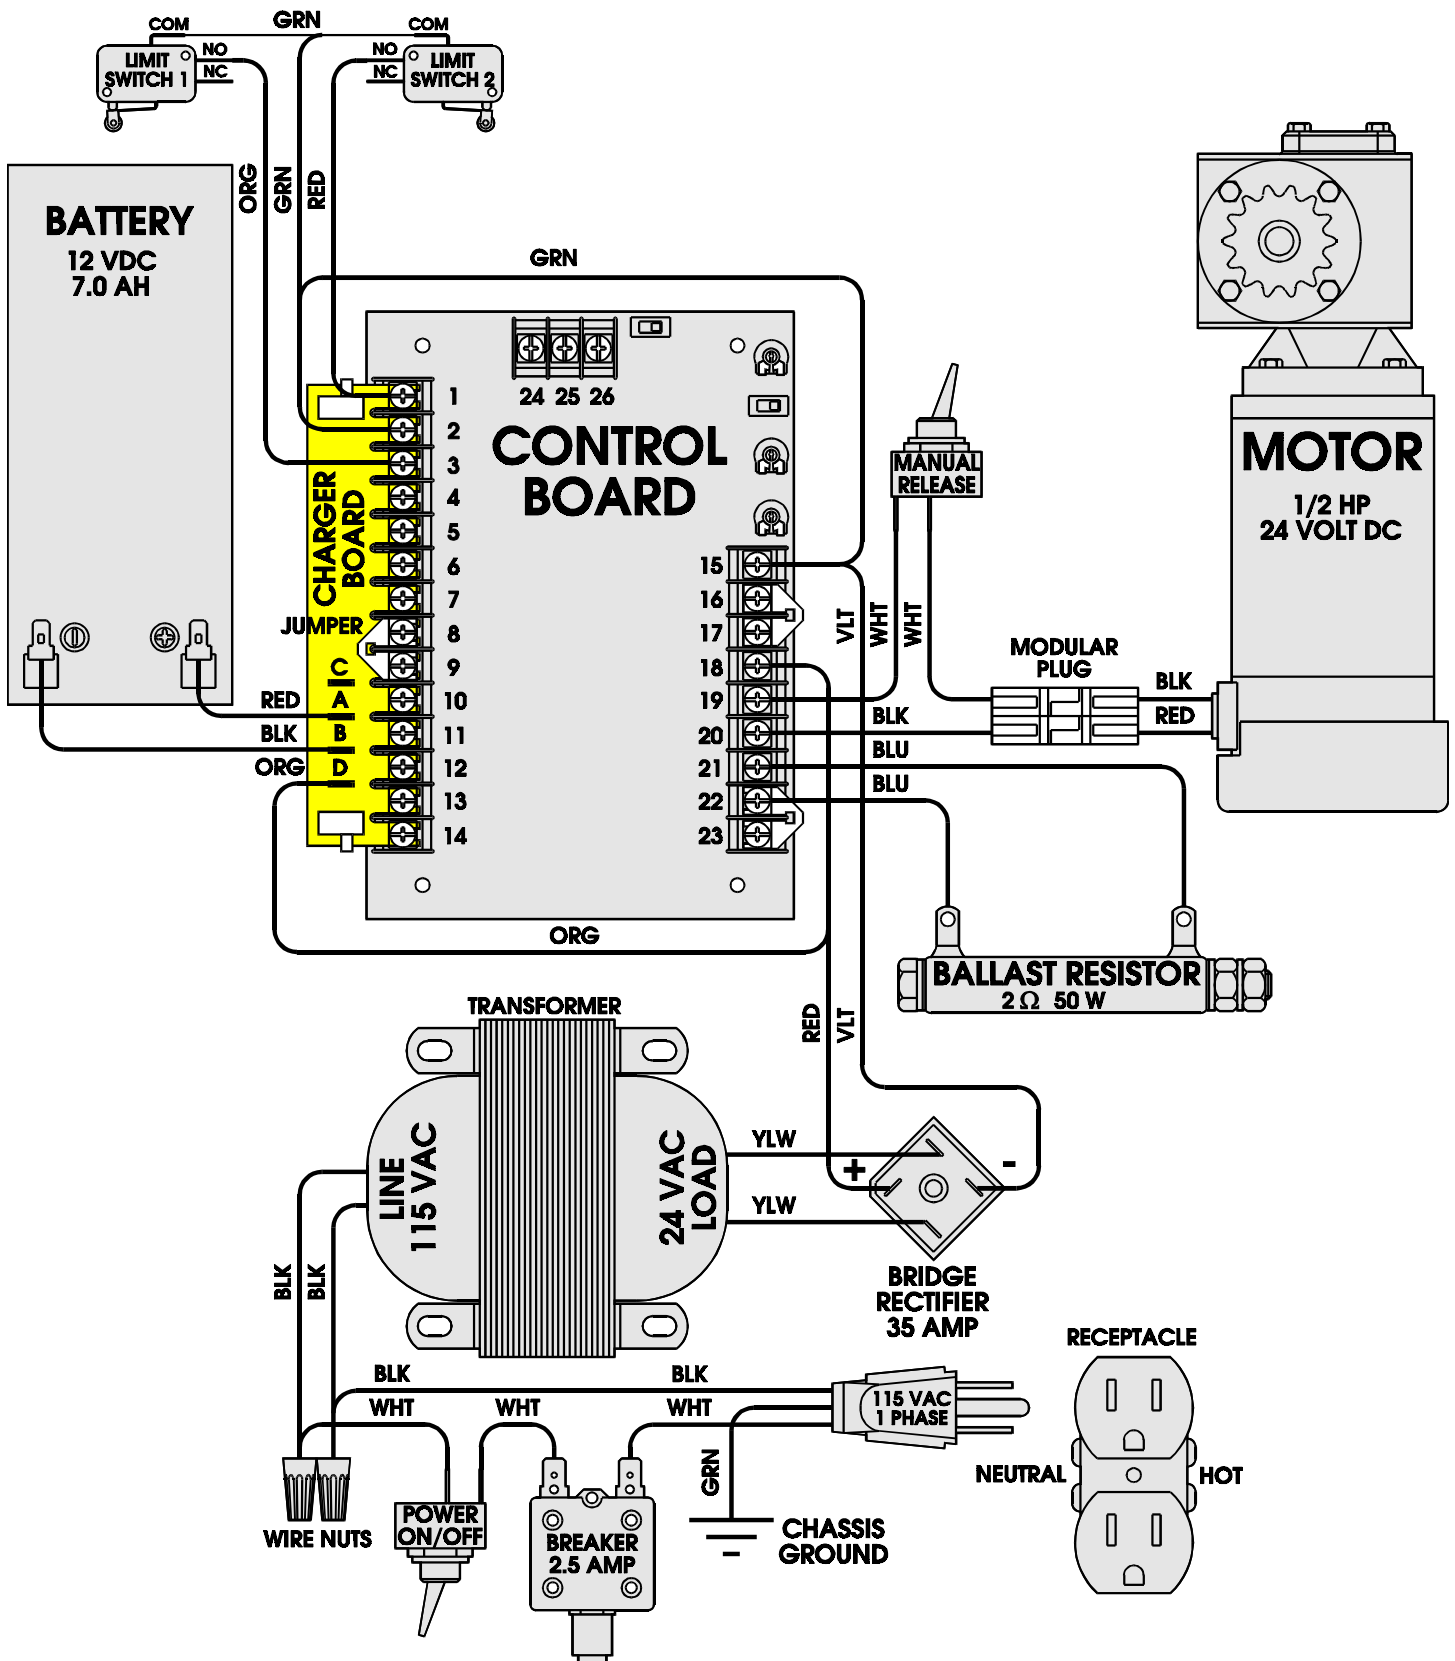 GRN
COM
COM
LIMIT
SWITCH 1
NO
NC
NO
NC
LIMIT
SWITCH 2
ORG
GRN
RED
BATTERY
12 VDC
7.0 AH
GRN
24 25 26
CONTROL
BOARD
1
2
3
4
5
6
7
8
9
10
11
12
13
14
CHARGER
BOARD
JUMPER
C
A
B
D
RED
BLK
ORG
15
16
17
18
19
20
21
22
23
VLT
WHT
WHT
MANUAL
RELEASE
MOTOR
1/2 HP
24 VOLT DC
MODULAR
PLUG
BLK
RED
BLK
BLU
BLU
ORG
BALLAST RESISTOR
2 Ω 50 W
RED
VLT
TRANSFORMER
LINE
115 VAC
24 VAC
LOAD
YLW
YLW
+
-
BRIDGE
RECTIFIER
35 AMP
BLK
BLK
BLK
WHT
WHT
BLK
WHT
115 VAC
1 PHASE
GRN
RECEPTACLE
NEUTRAL
HOT
WIRE NUTS
POWER
ON/OFF
BREAKER
2.5 AMP
CHASSIS
GROUND
-